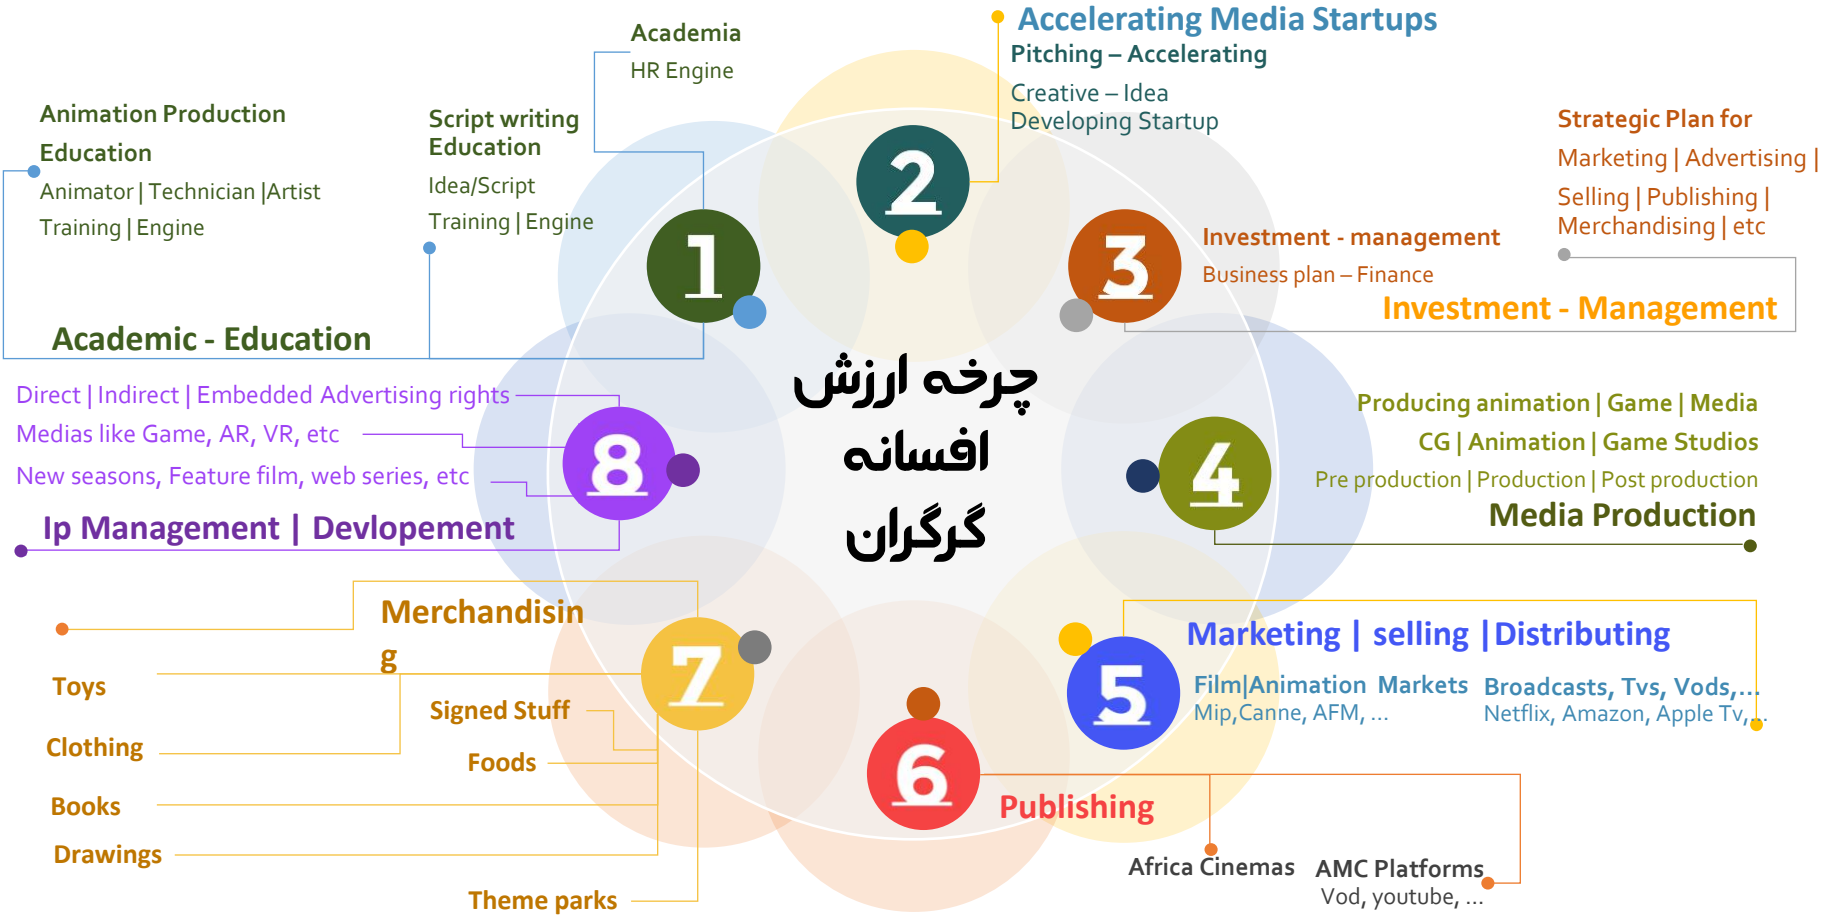 چرخه ارزش
افسانه
گرگران
1
Academia
HR Engine
Script writing
Education
Idea/Script
Training | Engine
Animation Production
Education
Animator | Technician |Artist
Training | Engine
Academic - Education
2
Accelerating Media Startups
Pitching – Accelerating
Creative – Idea
Developing Startup
3
Investment - management
Business plan – Finance
Strategic Plan for
Marketing | Advertising |
Selling | Publishing |
Merchandising | etc
Investment - Management
4
Producing animation | Game | Media
CG | Animation | Game Studios
Pre production | Production | Post production
Media Production
5
Marketing | selling |Distributing
Film|Animation Markets
Mip,Canne, AFM, ...
Broadcasts, Tvs, Vods,...
Netflix, Amazon, Apple Tv,...
6
Publishing
Africa Cinemas
AMC Platforms
Vod, youtube, ...
7
Merchandisin
g
Toys
Clothing
Books
Drawings
Signed Stuff
Foods
Theme parks
8
Direct | Indirect | Embedded Advertising rights
Medias like Game, AR, VR, etc
New seasons, Feature film, web series, etc
Ip Management | Devlopement